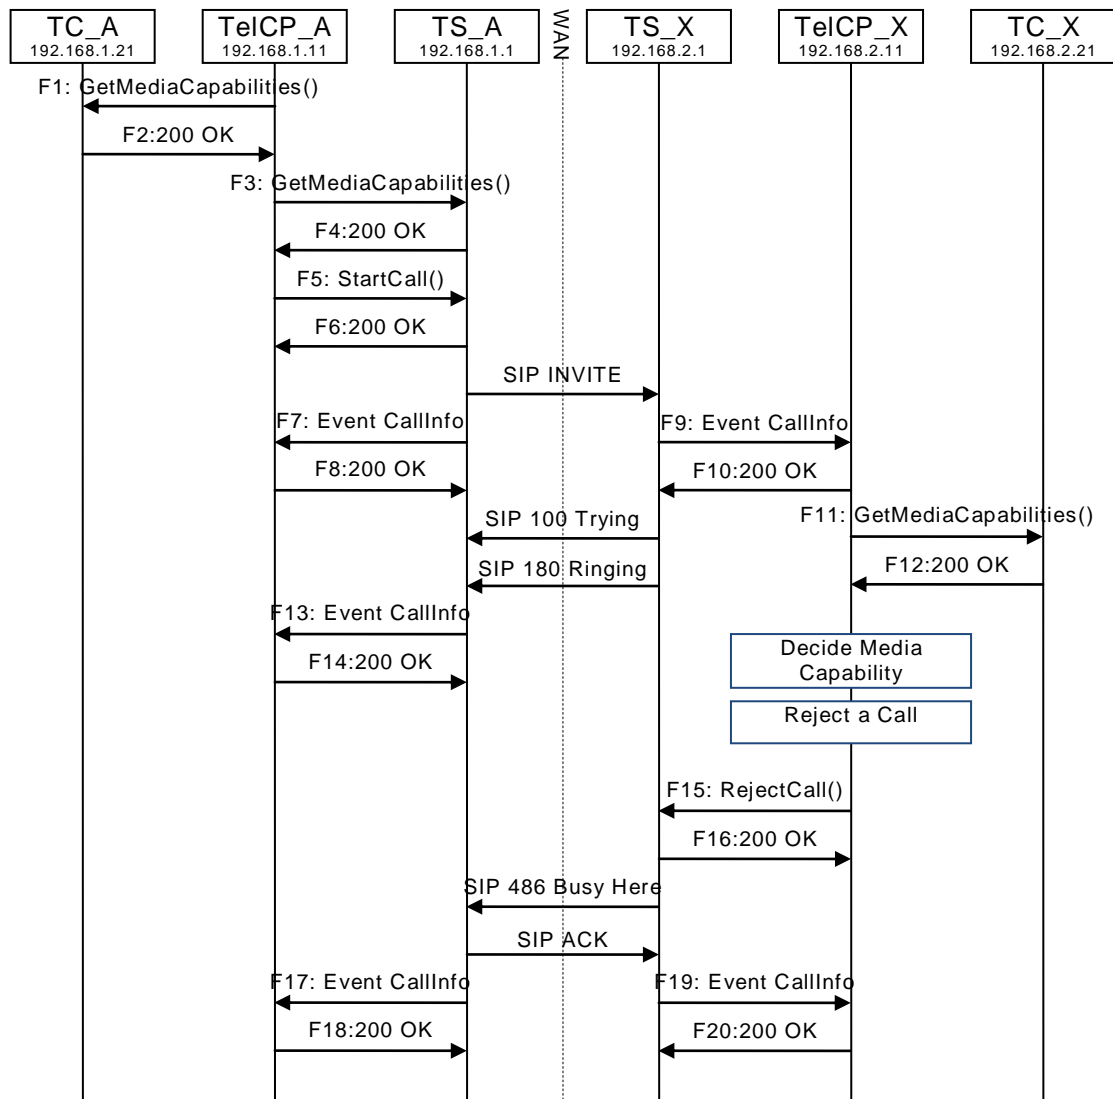 TC_A
192.168.1.21
TelCP_A
192.168.1.11
TS_A
192.168.1.1
WAN
TS_X
192.168.2.1
TelCP_X
192.168.2.11
TC_X
192.168.2.21
F1: GetMediaCapabilities()
F2:200 OK
F3: GetMediaCapabilities()
F4:200 OK
F5: StartCall()
F6:200 OK
SIP INVITE
F7: Event CallInfo
F9: Event CallInfo
F8:200 OK
F10:200 OK
SIP 100 Trying
F11: GetMediaCapabilities()
SIP 180 Ringing
F12:200 OK
F13: Event CallInfo
F14:200 OK
Decide Media
Capability
Reject a Call
F15: RejectCall()
F16:200 OK
SIP 486 Busy Here
SIP ACK
F17: Event CallInfo
F19: Event CallInfo
F18:200 OK
F20:200 OK